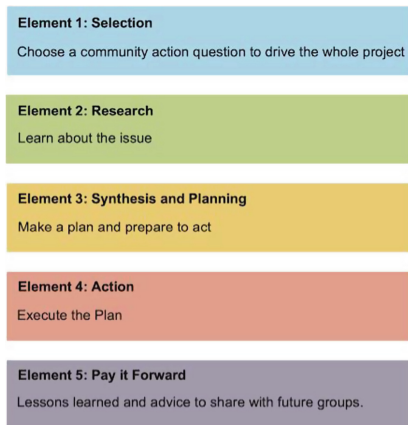 Element 1: Selection
Choose a community action question to drive the whole project
Element 2: Research
Learn about the issue
Element 3: Synthesis and Planning
Make a plan and prepare to act
Element 4: Action
Execute the Plan
Element 5: Pay it Forward
Lessons learned and advice to share with future groups.